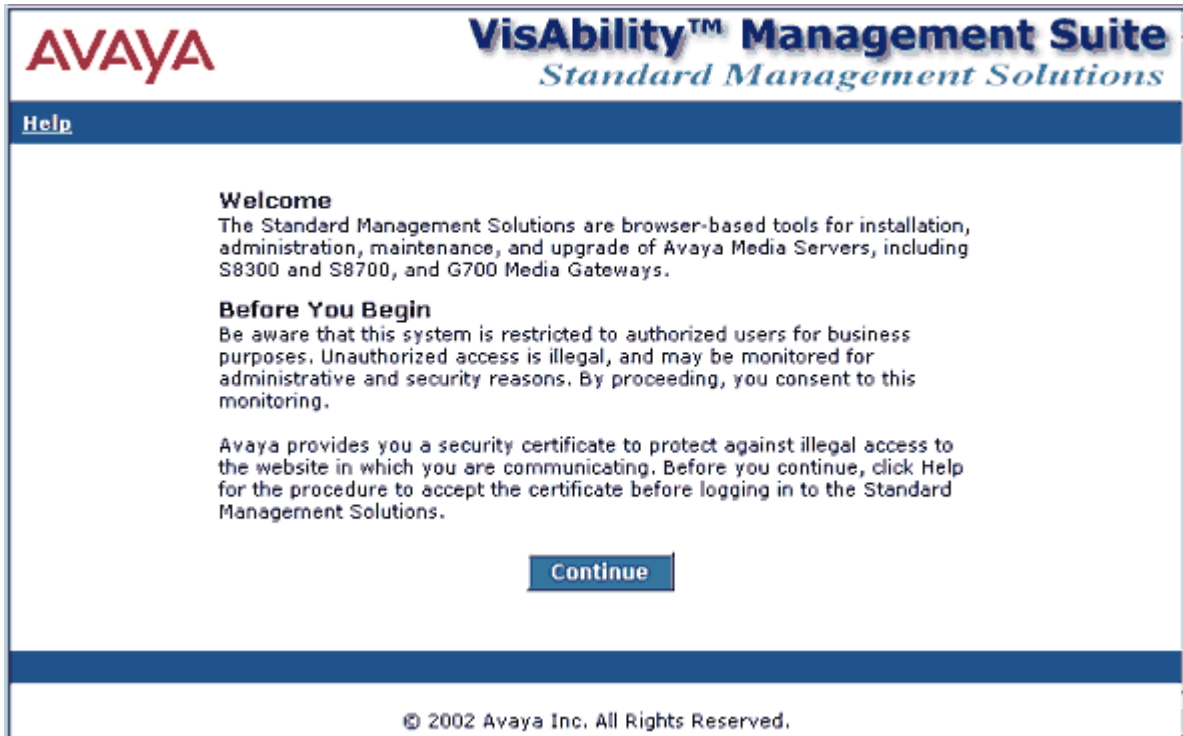 AVAYA
VisAbility™ Management Suite
Standard Management Solutions
Help
Welcome
The Standard Management Solutions are browser-based tools for installation,
administration, maintenance, and upgrade of Avaya Media Servers, including
S8300 and S8700, and G700 Media Gateways.
Before You Begin
Be aware that this system is restricted to authorized users for business
purposes. Unauthorized access is illegal, and may be monitored for
administrative and security reasons. By proceeding, you consent to this
monitoring.
Avaya provides you a security certificate to protect against illegal access to
the website in which you are communicating. Before you continue, click Help
for the procedure to accept the certificate before logging in to the Standard
Management Solutions.
Continue
© 2002 Avaya Inc. All Rights Reserved.